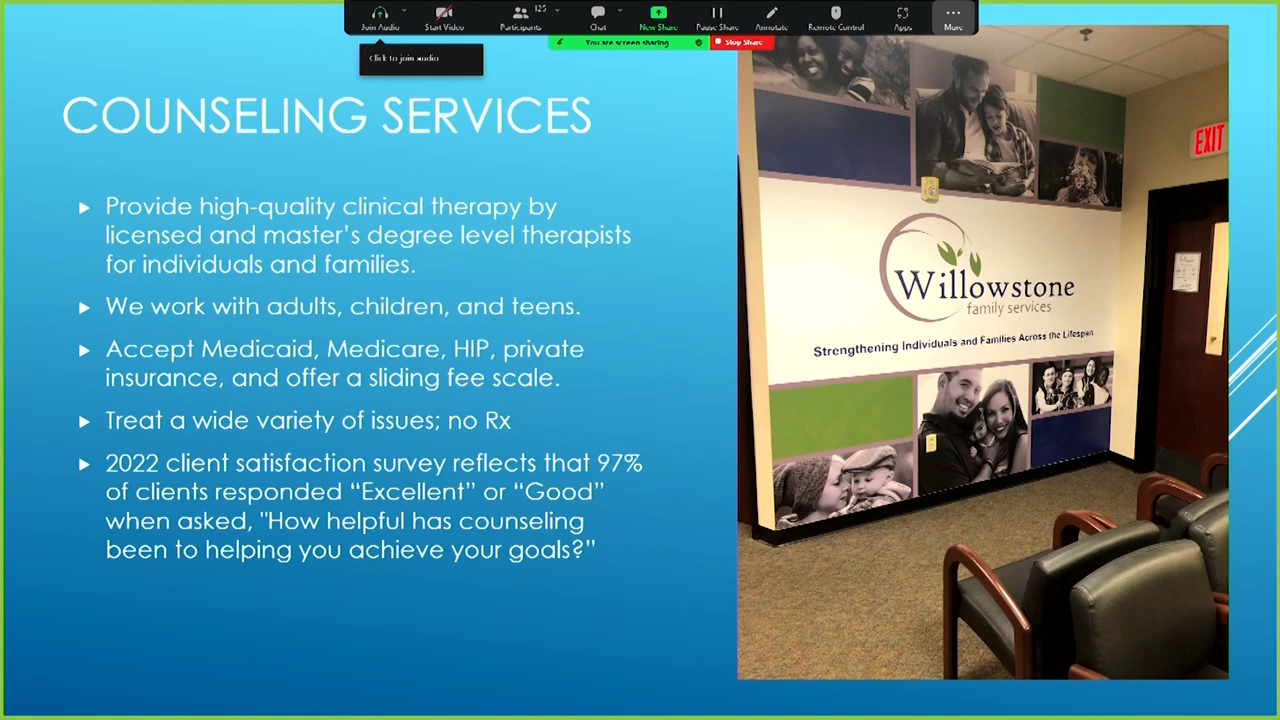 125
Join Audio
Start Video
Participants
Chat
New Share
Pause Share
Annotate
Remote Control
Apps
More
You are screen sharing
Stop Share
Click to join audio
COUNSELING SERVICES
Provide high-quality clinical therapy by
licensed and master's degree level therapists
for individuals and families.
We work with adults, children, and teens.
Accept Medicaid, Medicare, HIP, private
insurance, and offer a sliding fee scale.
Treat a wide variety of issues; no Rx
2022 client satisfaction survey reflects that 97%
of clients responded “Excellent” or “Good”
when asked, "How helpful has counseling
been to helping you achieve your goals?"
EXIT
Willowstone
family services
Strengthening Individuals and Families Across the Lifespan